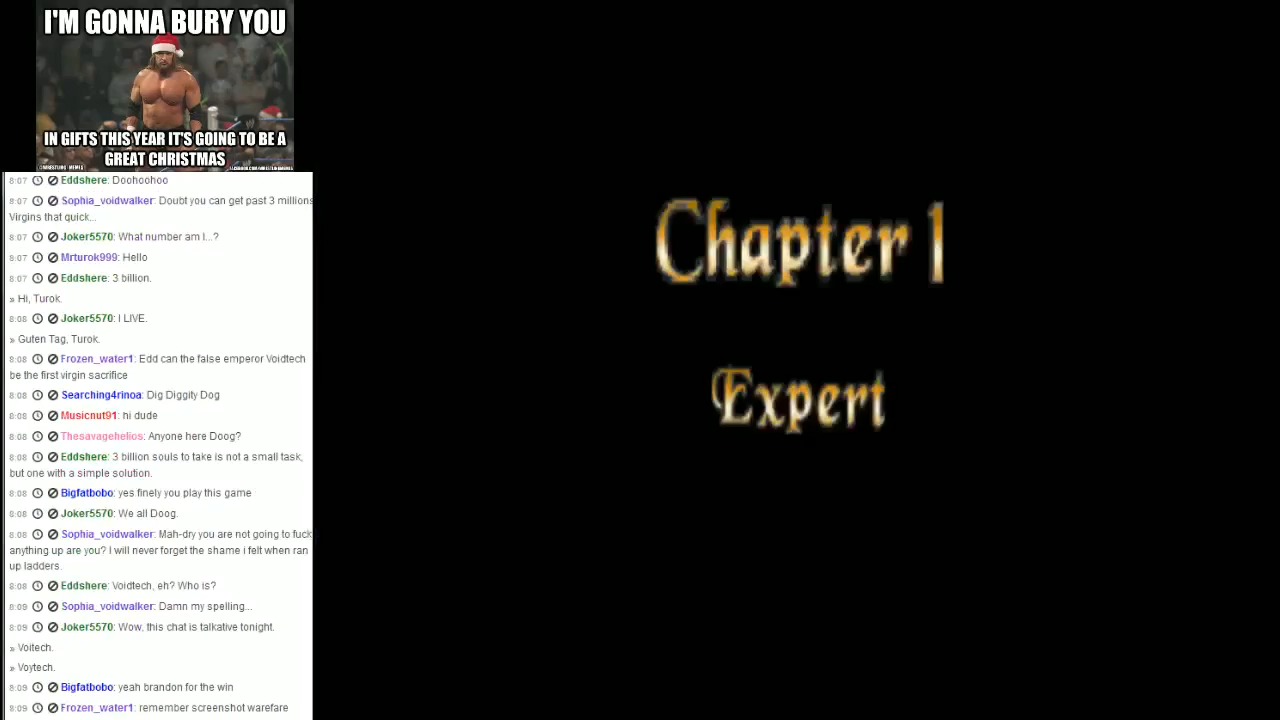 I'M GONNA BURY YOU
IN GIFTS THIS YEAR IT'S GOING TO BE A
GREAT CHRISTMAS
8:07 Eddshere: Doohoohoo
8:07 Sophia_voidwalker: Doubt you can get past 3 millions
Virgins that quick...
8:07 Joker5570: What number am I...?
8:07 Mrturok999: Hello
8:07 Eddshere: 3 billion.
» Hi, Turok.
8:08 Joker5570: I LIVE.
» Guten Tag, Turok.
8:08 Frozen_water1: Edd can the false emperor Voidtech
be the first virgin sacrifice
8:08 Searching4rinoa: Dig Diggity Dog
8:08 Musicnut91: hi dude
8:08 Thesavagehelios: Anyone here Doog?
8:08 Eddshere: 3 billion souls to take is not a small task,
but one with a simple solution.
8:08 Bigfatbobo: yes finely you play this game
8:08 Joker5570: We all Doog.
8:08 Sophia_voidwalker: Mah-dry you are not going to fuck
anything up are you? I will never forget the shame i felt when ran
up ladders.
8:08 Eddshere: Voidtech, eh? Who is?
8:09 Sophia_voidwalker: Damn my spelling...
8:09 Joker5570: Wow, this chat is talkative tonight.
» Voitech.
» Voytech.
8:09 Bigfatbobo: yeah brandon for the win
8:09 Frozen_water1: remember screenshot warefare
Chapter 1
Expert